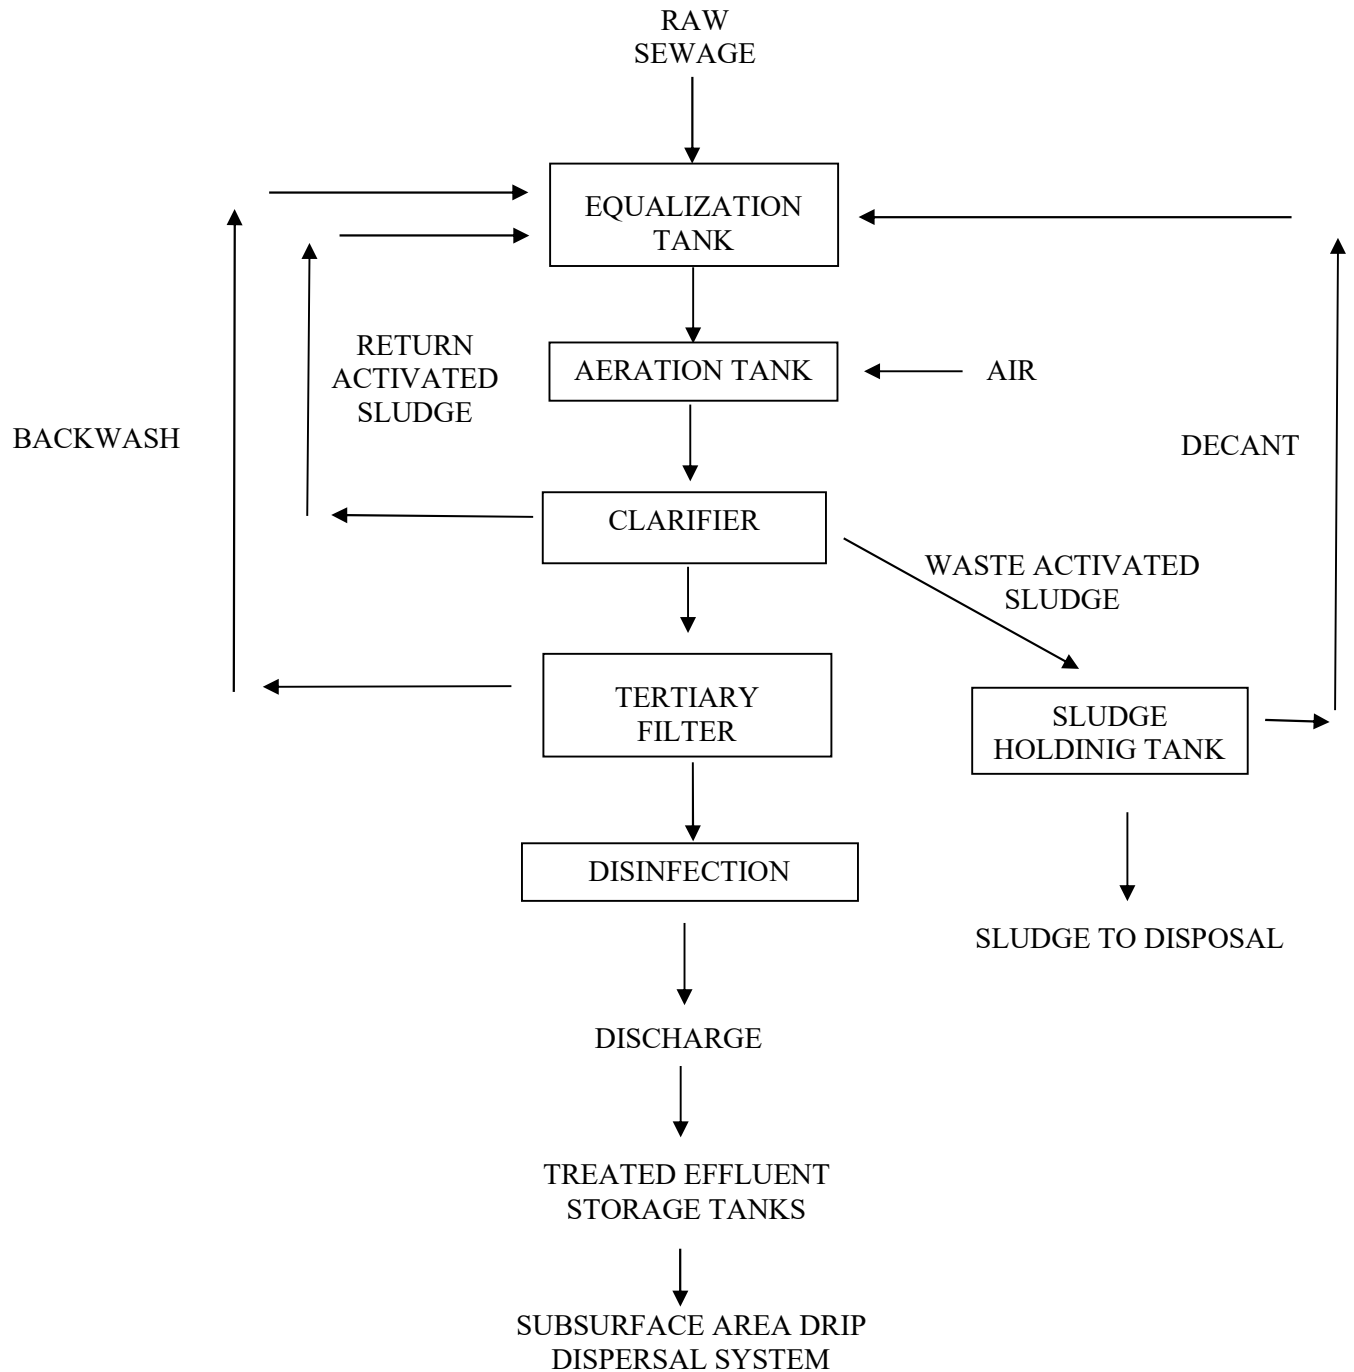 RAW
SEWAGE
EQUALIZATION
TANK
RETURN
ACTIVATED
SLUDGE
AERATION TANK
AIR
BACKWASH
DECANT
CLARIFIER
WASTE ACTIVATED
SLUDGE
TERTIARY
FILTER
SLUDGE
HOLDINIG TANK
DISINFECTION
SLUDGE TO DISPOSAL
DISCHARGE
TREATED EFFLUENT
STORAGE TANKS
SUBSURFACE AREA DRIP
DISPERSAL SYSTEM